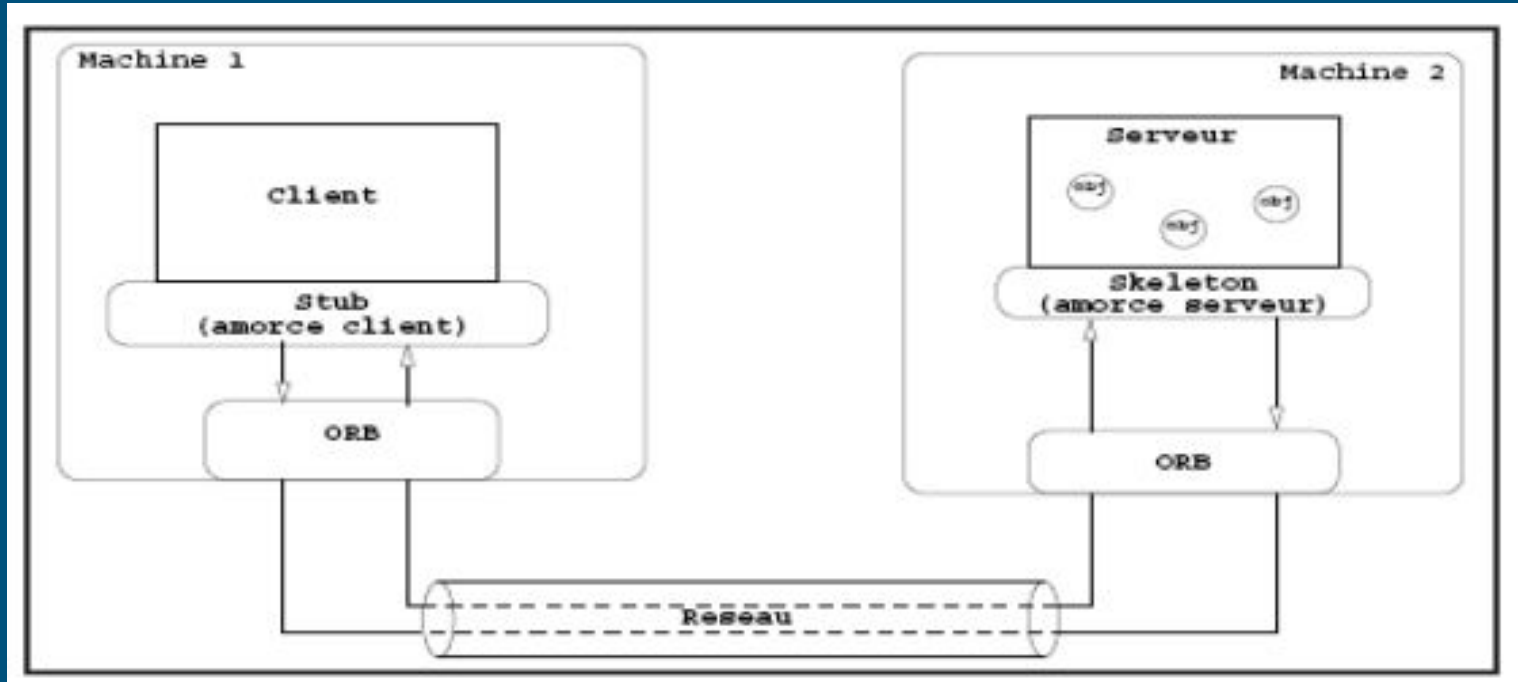 Machine 1
Client
Stub
(amorce client)
ORB
Machine 2
Serveur
obj
obj
obj
Skeleton
(amorce serveur)
ORB
Reseau